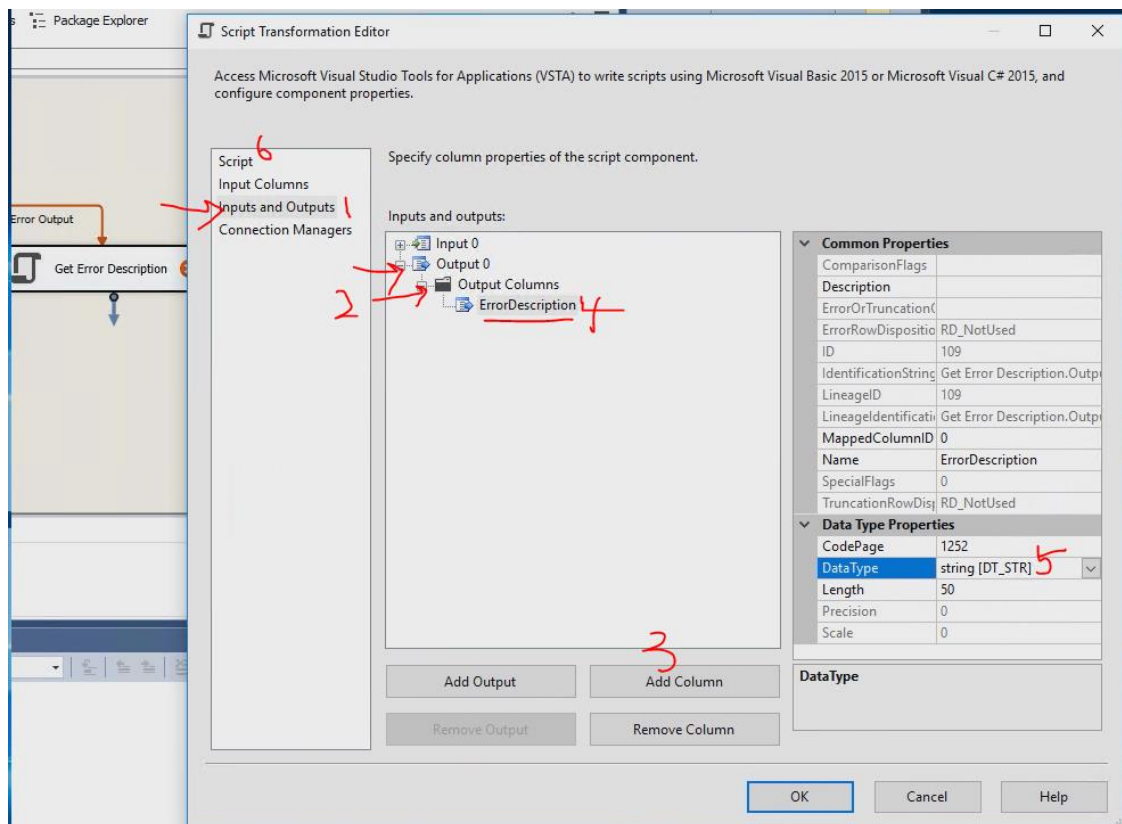 s Package Explorer
Script Transformation Editor
Access Microsoft Visual Studio Tools for Applications (VSTA) to write scripts using Microsoft Visual Basic 2015 or Microsoft Visual C# 2015, and
configure component properties.
Script 6
Input Columns
Inputs and Outputs 1
Connection Managers
Specify column properties of the script component.
Inputs and outputs:
Input 0
Output 0
2 Output Columns
ErrorDescription 4
Error Output
Get Error Description
Common Properties
ComparisonFlags
Description
ErrorOrTruncationO
ErrorRowDispositio RD_NotUsed
ID 109
IdentificationString Get Error Description.Outpu
LineageID 109
LineageIdentificati Get Error Description.Outpu
MappedColumnID 0
Name ErrorDescription
SpecialFlags 0
TruncationRowDisp RD_NotUsed
Data Type Properties
CodePage 1252
DataType string [DT_STR] 5
Length 50
Precision 0
Scale 0
3
Add Output Add Column
Remove Output Remove Column
DataType
OK Cancel Help